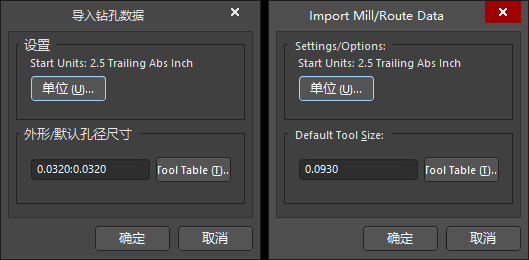 导入钻孔数据
设置
Start Units: 2.5 Trailing Abs Inch
单位 (U)...
外形/默认孔径尺寸
0.0320:0.0320
Tool Table (T)..
确定
取消
Import Mill/Route Data
Settings/Options:
Start Units: 2.5 Trailing Abs Inch
单位 (U)...
Default Tool Size:
0.0930
Tool Table (T)..
确定
取消